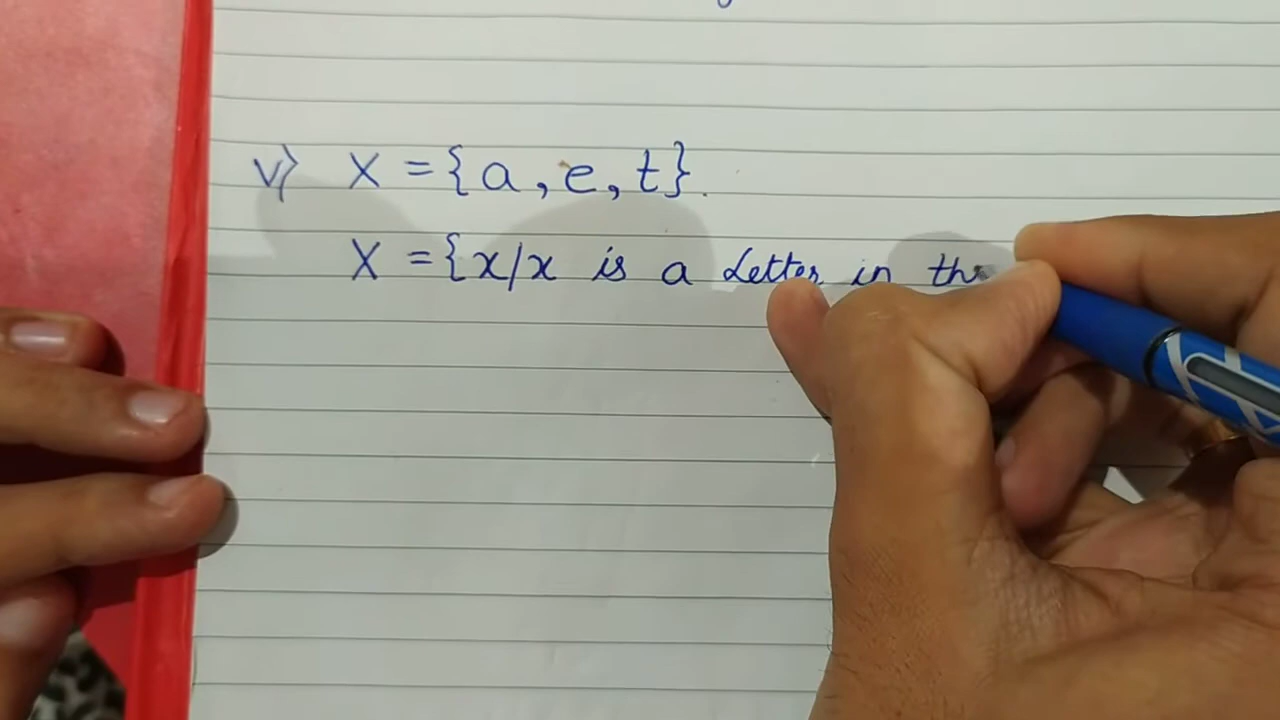 v) X = {a, e, t}.
X = {x/x is a Letter in the